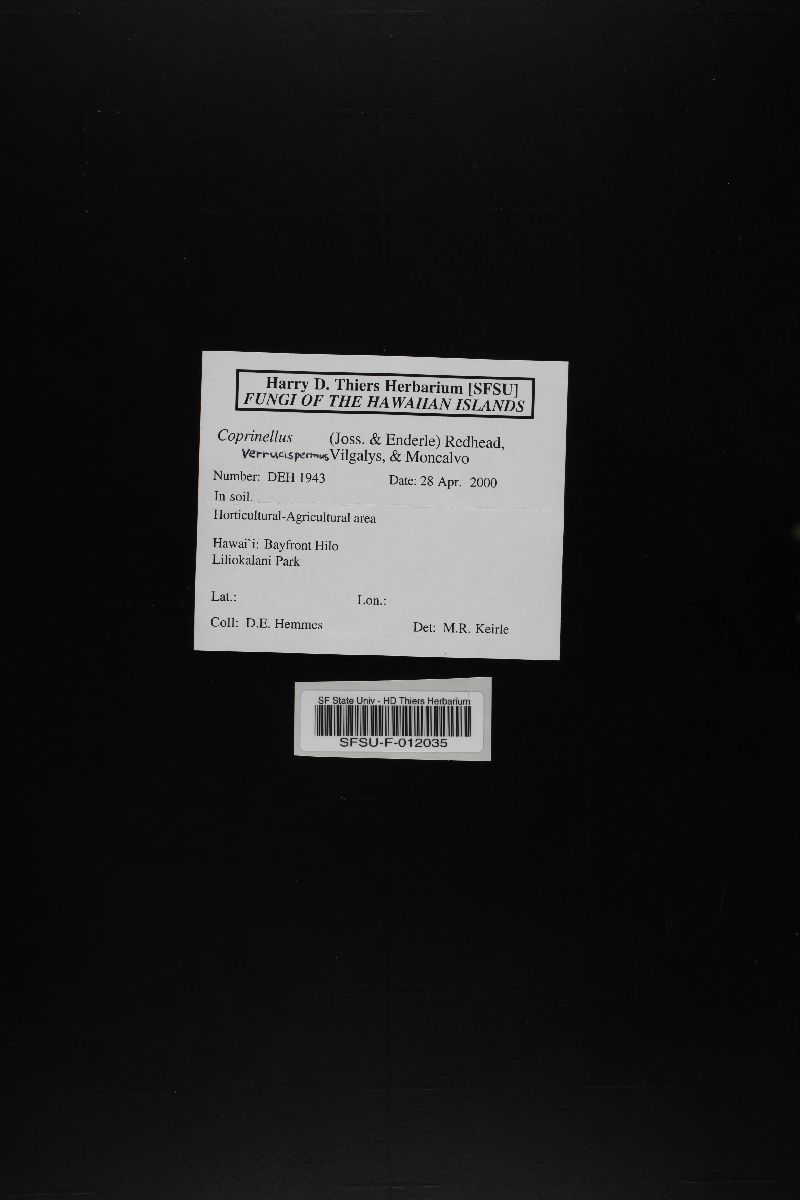 Harry D. Thiers Herbarium [SFSU]
FUNGI OF THE HAWAIIAN ISLANDS
Coprinellus (Joss. & Enderle) Redhead,
verrucispermus Vilgalys, & Moncalvo
Number: DEH 1943 Date: 28 Apr. 2000
In soil.
Horticultural-Agricultural area
Hawai`i: Bayfront Hilo
Liliokalani Park
Lat.: Lon.:
Coll: D.E. Hemmes Det: M.R. Keirle
SF State Univ - HD Thiers Herbarium
SFSU-F-012035